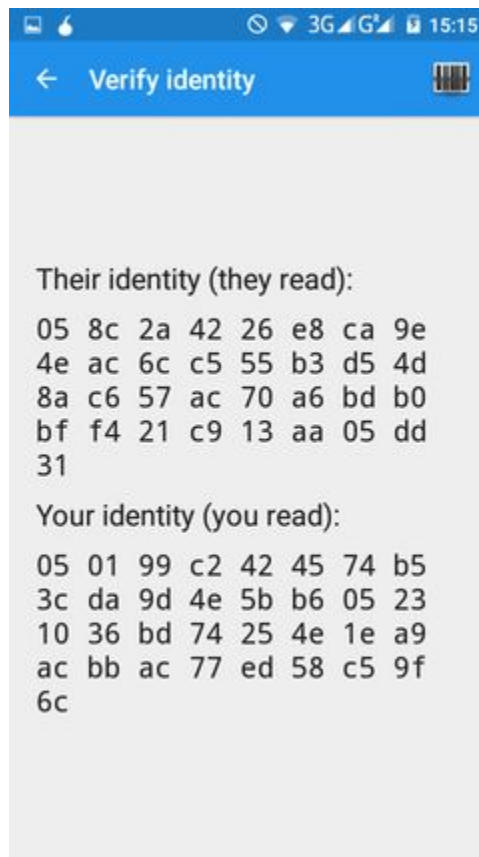 3G G 15:15
Verify identity
Their identity (they read):
05 8c 2a 42 26 e8 ca 9e
4e ac 6c c5 55 b3 d5 4d
8a c6 57 ac 70 a6 bd b0
bf f4 21 c9 13 aa 05 dd
31
Your identity (you read):
05 01 99 c2 42 45 74 b5
3c da 9d 4e 5b b6 05 23
10 36 bd 74 25 4e 1e a9
ac bb ac 77 ed 58 c5 9f
6c